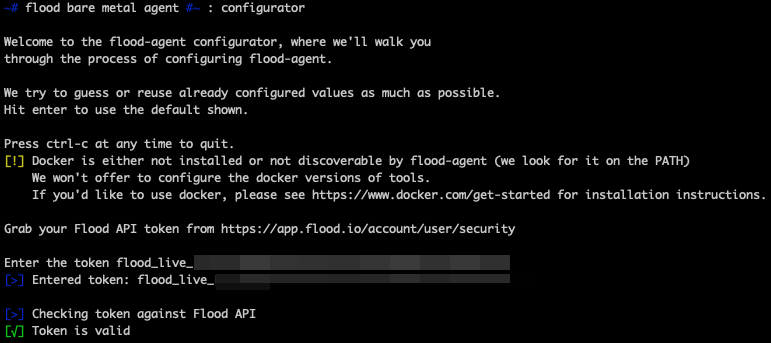 ~# flood bare metal agent #~ : configurator
Welcome to the flood-agent configurator, where we'll walk you
through the process of configuring flood-agent.
We try to guess or reuse already configured values as much as possible.
Hit enter to use the default shown.
Press ctrl-c at any time to quit.
[!] Docker is either not installed or not discoverable by flood-agent (we look for it on the PATH)
We won't offer to configure the docker versions of tools.
If you'd like to use docker, please see https://www.docker.com/get-started for installation instructions.
Grab your Flood API token from https://app.flood.io/account/user/security
Enter the token flood_live_
[>] Entered token: flood_live_
[>] Checking token against Flood API
[√] Token is valid